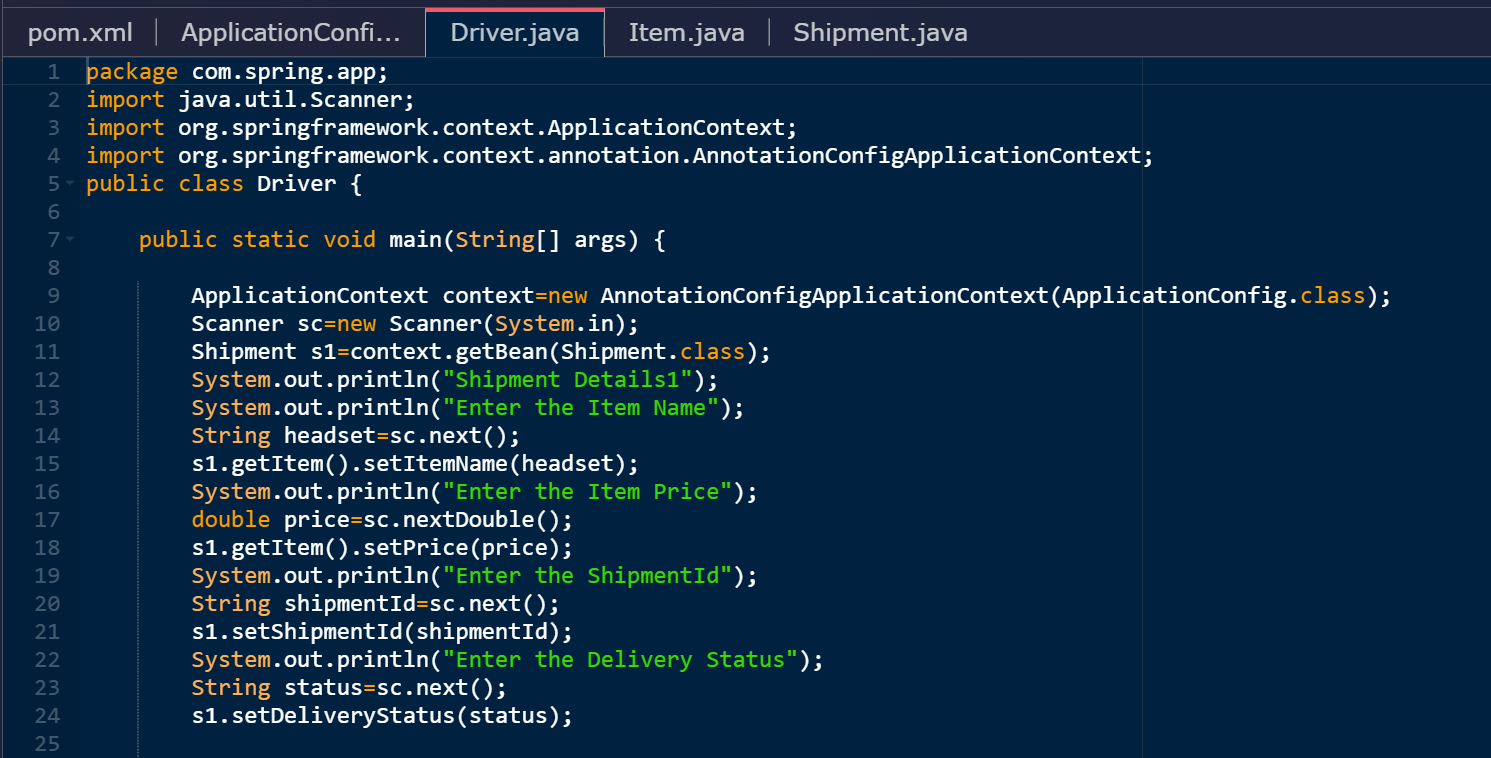 pom.xml | ApplicationConfi... Driver.java Item.java | Shipment.java
1 package com.spring.app;
2 import java.util.Scanner;
3 import org.springframework.context.ApplicationContext;
4 import org.springframework.context.annotation.AnnotationConfigApplicationContext;
5 public class Driver {
6
7     public static void main(String[] args) {
8
9         ApplicationContext context=new AnnotationConfigApplicationContext(ApplicationConfig.class);
10         Scanner sc=new Scanner(System.in);
11         Shipment s1=context.getBean(Shipment.class);
12         System.out.println("Shipment Details1");
13         System.out.println("Enter the Item Name");
14         String headset=sc.next();
15         s1.getItem().setItemName(headset);
16         System.out.println("Enter the Item Price");
17         double price=sc.nextDouble();
18         s1.getItem().setPrice(price);
19         System.out.println("Enter the ShipmentId");
20         String shipmentId=sc.next();
21         s1.setShipmentId(shipmentId);
22         System.out.println("Enter the Delivery Status");
23         String status=sc.next();
24         s1.setDeliveryStatus(status);
25